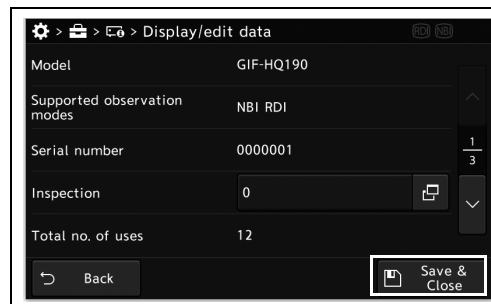 > > > Display/edit data RDI NBI
Model GIF-HQ190
Supported observation
modes NBI RDI
Serial number 0000001
1
3
Inspection 0
Total no. of uses 12
Back
Save &
Close